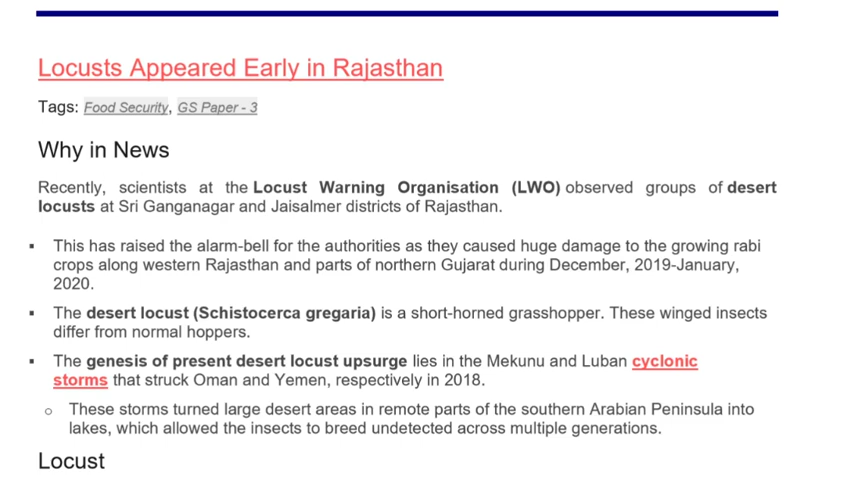 Locusts Appeared Early in Rajasthan
Tags: Food Security, GS Paper - 3
Why in News
Recently, scientists at the Locust Warning Organisation (LWO) observed groups of desert
locusts at Sri Ganganagar and Jaisalmer districts of Rajasthan.
▪ This has raised the alarm-bell for the authorities as they caused huge damage to the growing rabi
crops along western Rajasthan and parts of northern Gujarat during December, 2019-January,
2020.
▪ The desert locust (Schistocerca gregaria) is a short-horned grasshopper. These winged insects
differ from normal hoppers.
▪ The genesis of present desert locust upsurge lies in the Mekunu and Luban cyclonic
storms that struck Oman and Yemen, respectively in 2018.
o These storms turned large desert areas in remote parts of the southern Arabian Peninsula into
lakes, which allowed the insects to breed undetected across multiple generations.
Locust